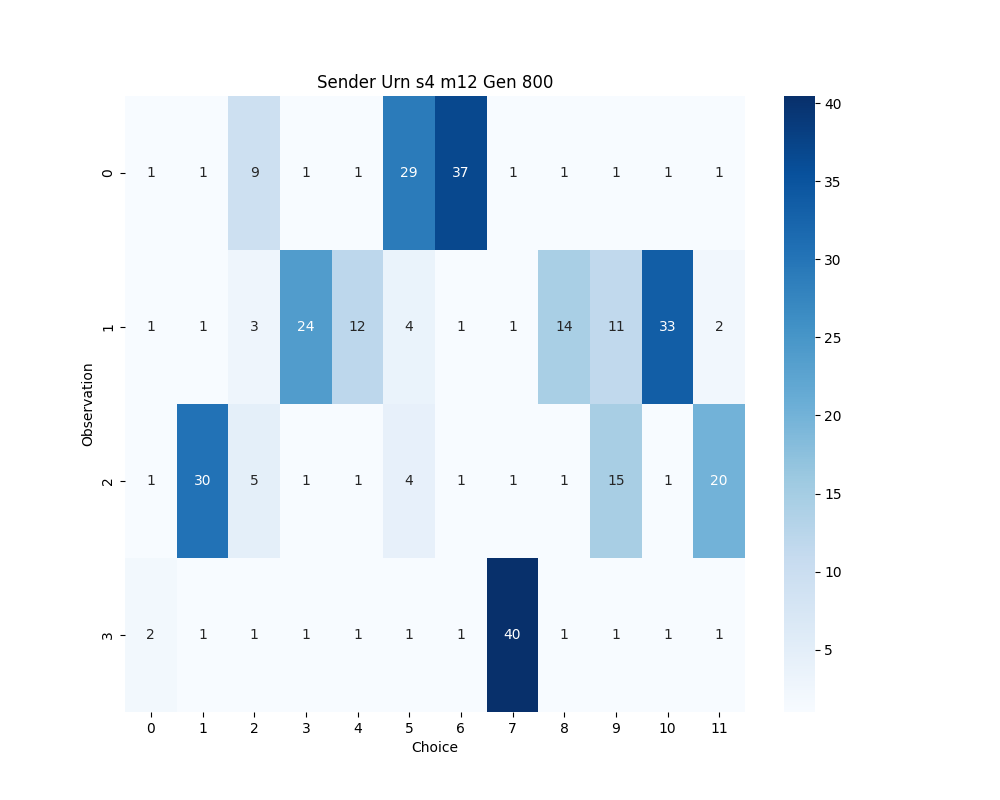 Sender Urn s4 m12 Gen 800
0 1 1 9 1 1 29 37 1 1 1 1 1
1 1 1 3 24 12 4 1 1 14 11 33 2
2 1 30 5 1 1 4 1 1 1 15 1 20
3 2 1 1 1 1 1 1 40 1 1 1 1
0 1 2 3 4 5 6 7 8 9 10 11
Choice
Observation
40
35
30
25
20
15
10
5